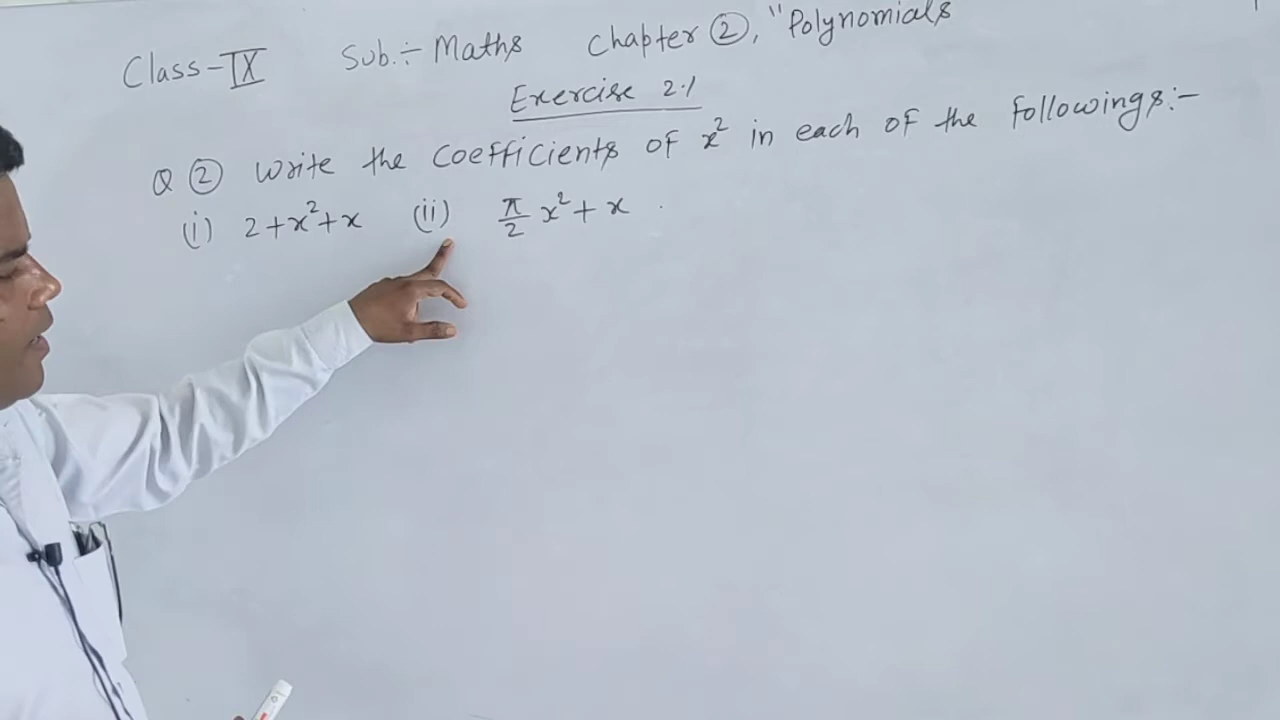 Class-IX Sub.÷ Maths Chapter ②, "Polynomials
Exercise 2.1
Q ② Write the coefficients of x² in each of the followings:-
(i) 2+x²+x (ii) π/2 x²+x